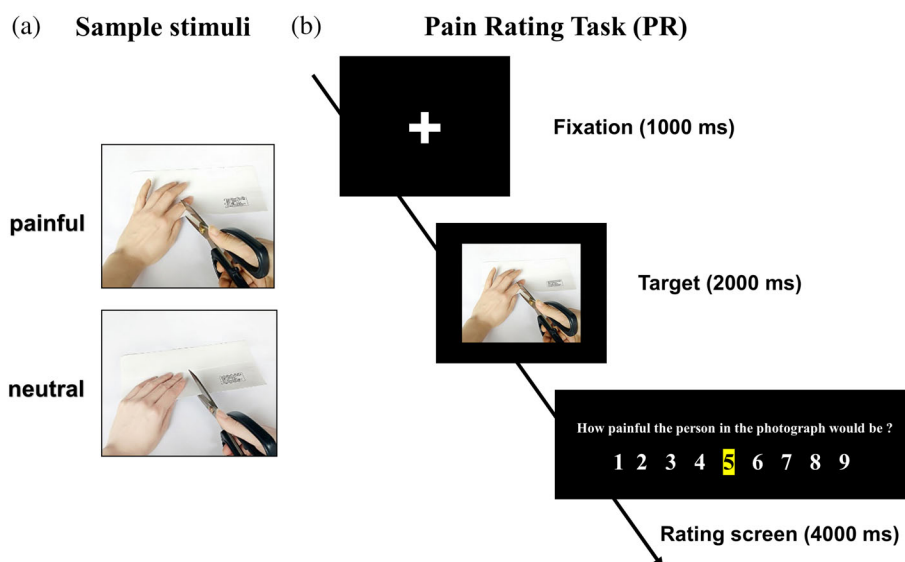 (a) Sample stimuli
(b) Pain Rating Task (PR)
Fixation (1000 ms)
painful
Target (2000 ms)
neutral
How painful the person in the photograph would be ?
1 2 3 4 5 6 7 8 9
Rating screen (4000 ms)